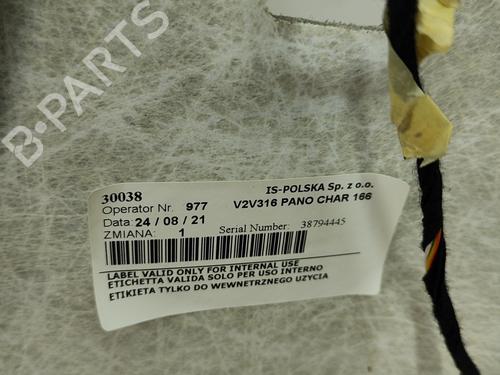 B-PARTS
30038
IS-POLSKA Sp. z o.o.
Operator Nr. 977
V2V316 PANO CHAR 166
Data: 24 / 08 / 21
ZMIANA: 1
Serial Number: 38794445
LABEL VALID ONLY FOR INTERNAL USE
ETICHETTA VALIDA SOLO PER USO INTERNO
ETIKIETA TYLKO DO WEWNETRZNEGO UZYCIA